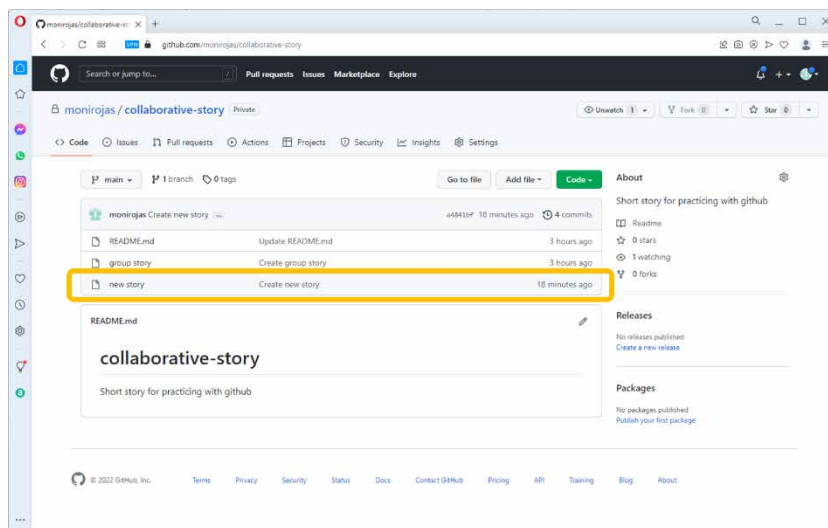 monirojas/collaborative-st
github.com/monirojas/collaborative-story
VPN
Search or jump to... /
Pull requests Issues Marketplace Explore
monirojas / collaborative-story Private
Unwatch 1
Fork 0
Star 0
Code Issues Pull requests Actions Projects Security Insights Settings
main 1 branch 0 tags
Go to file Add file Code
monirojas Create new story ... a4841bf 18 minutes ago 4 commits
README.md Update README.md 3 hours ago
group story Create group story 3 hours ago
new story Create new story 18 minutes ago
README.md
collaborative-story
Short story for practicing with github
About
Short story for practicing with github
Readme
0 stars
1 watching
0 forks
Releases
No releases published
Create a new release
Packages
No packages published
Publish your first package
© 2022 GitHub, Inc. Terms Privacy Security Status Docs Contact GitHub Pricing API Training Blog About